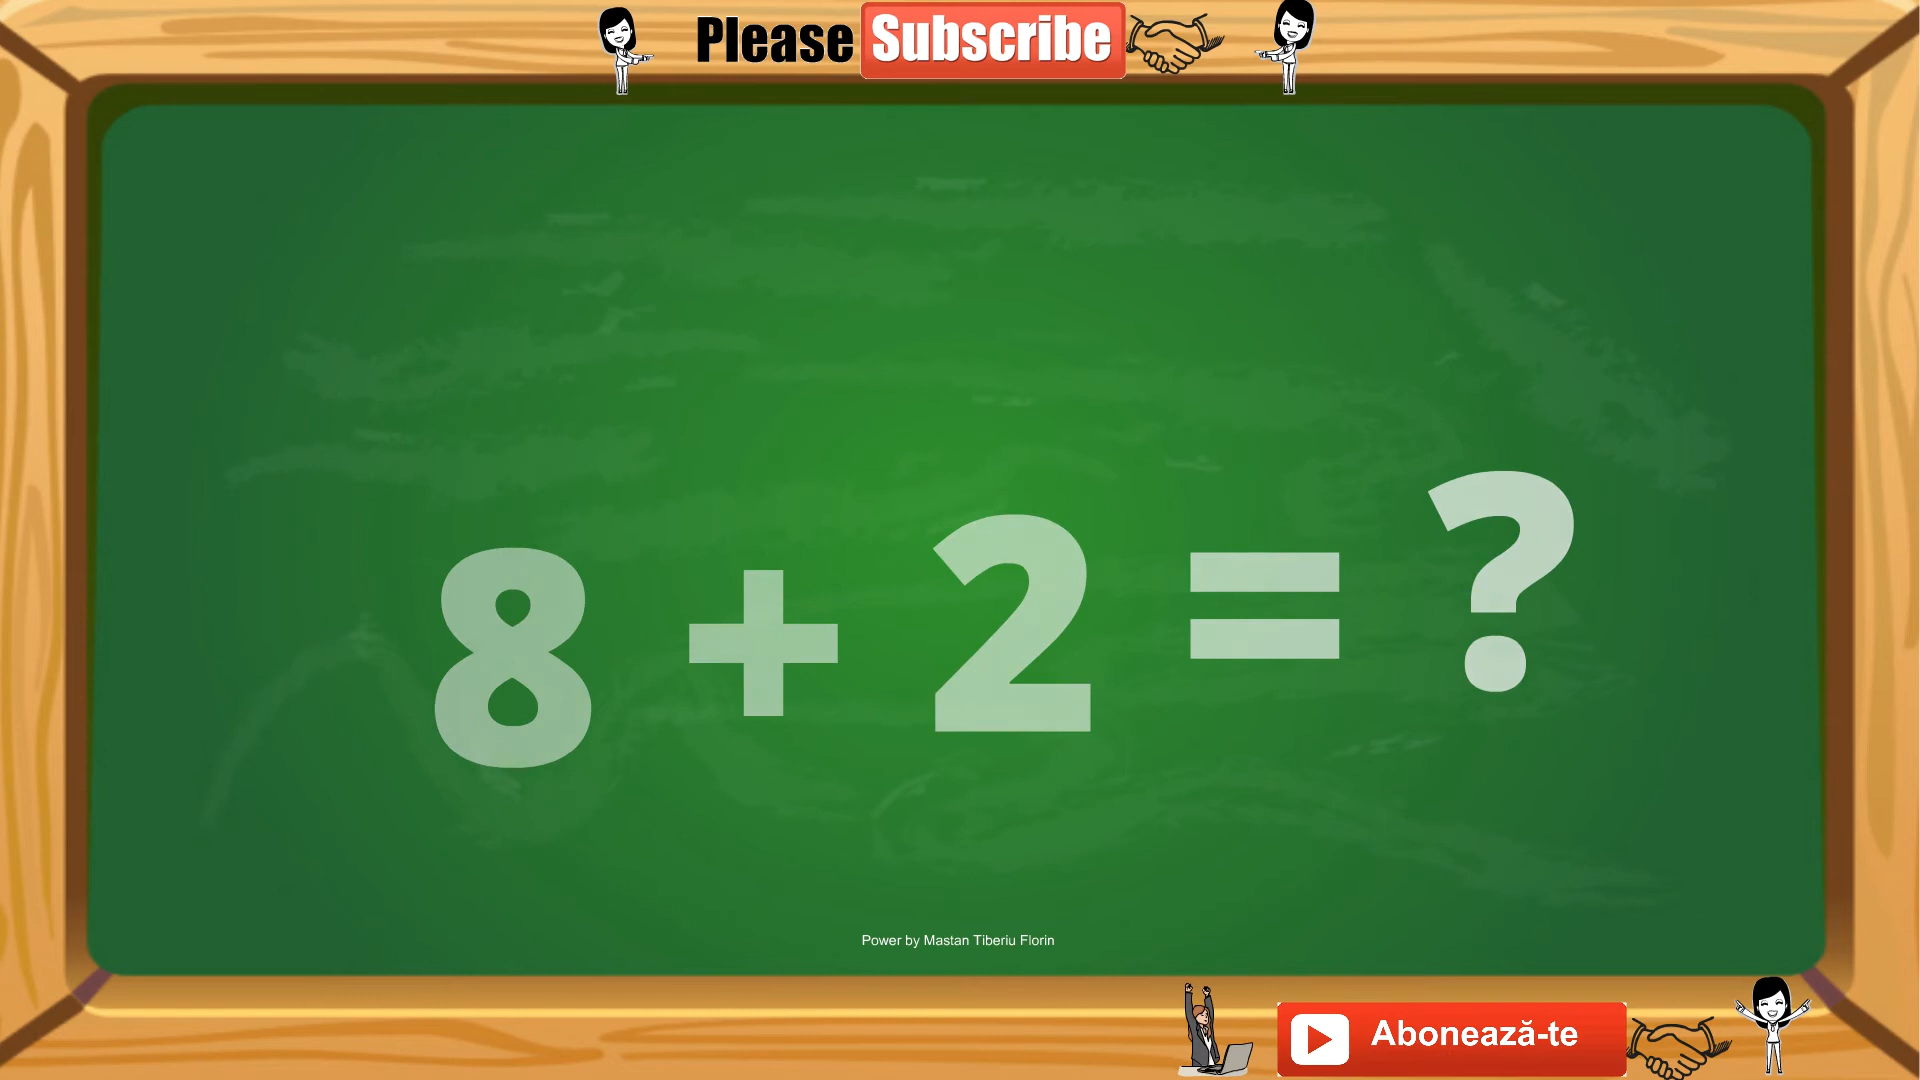 Please Subscribe
8 + 2 = ?
Power by Mastan Tiberiu Florin
Abonează-te